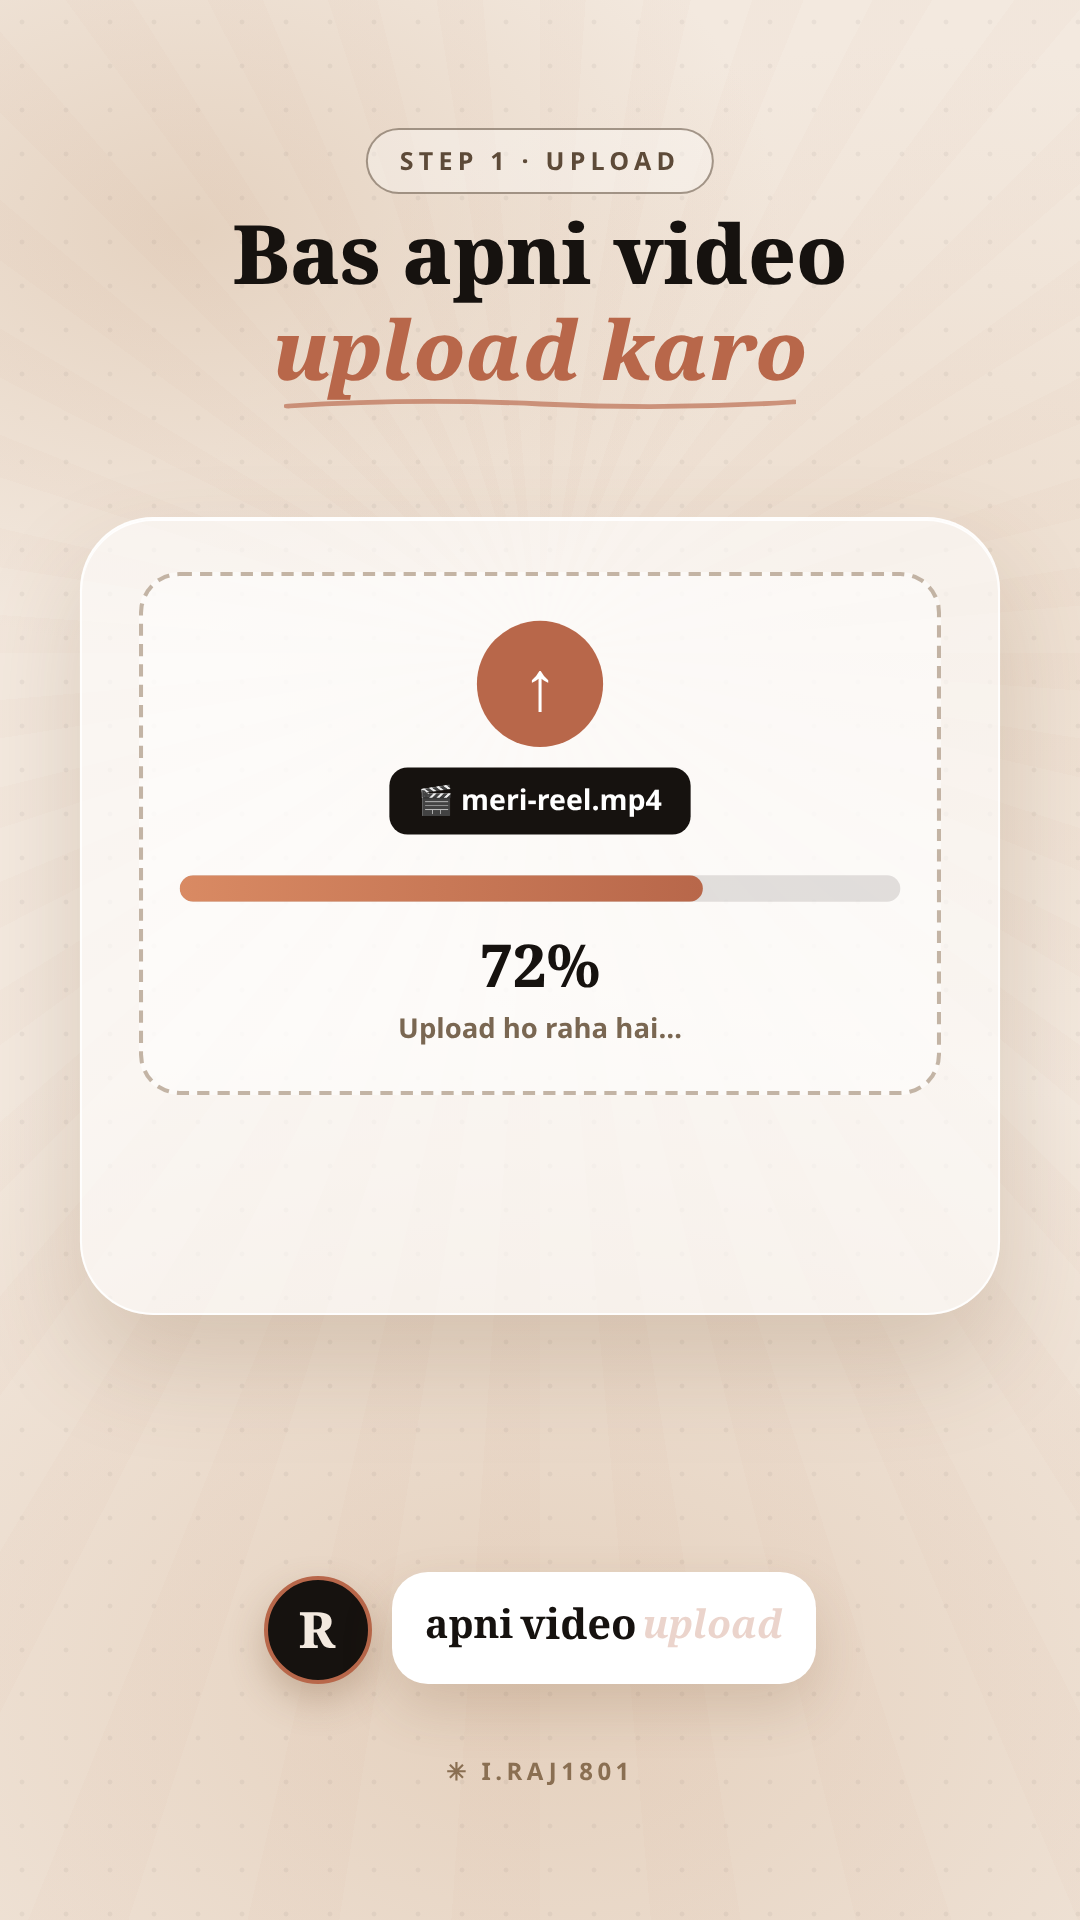 STEP 1 · UPLOAD
Bas apni video
upload karo
↑
🎬 meri-reel.mp4
72%
Upload ho raha hai...
R
apni video upload
✳ I.RAJ1801